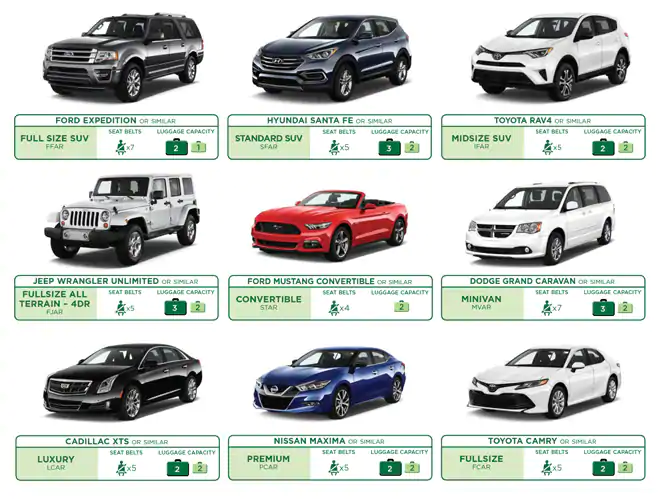 FORD EXPEDITION OR SIMILAR
FULL SIZE SUV
FFAR
SEAT BELTS
x7
LUGGAGE CAPACITY
2 1
HYUNDAI SANTA FE OR SIMILAR
STANDARD SUV
SFAR
SEAT BELTS
x5
LUGGAGE CAPACITY
3 2
TOYOTA RAV4 OR SIMILAR
MIDSIZE SUV
IFAR
SEAT BELTS
x5
LUGGAGE CAPACITY
2 2
JEEP WRANGLER UNLIMITED OR SIMILAR
FULLSIZE ALL
TERRAIN - 4DR
FJAR
SEAT BELTS
x5
LUGGAGE CAPACITY
3 2
FORD MUSTANG CONVERTIBLE OR SIMILAR
CONVERTIBLE
STAR
SEAT BELTS
x4
LUGGAGE CAPACITY
2
DODGE GRAND CARAVAN OR SIMILAR
MINIVAN
MVAR
SEAT BELTS
x7
LUGGAGE CAPACITY
3 2
CADILLAC XTS OR SIMILAR
LUXURY
LCAR
SEAT BELTS
x5
LUGGAGE CAPACITY
2 2
NISSAN MAXIMA OR SIMILAR
PREMIUM
PCAR
SEAT BELTS
x5
LUGGAGE CAPACITY
2 2
TOYOTA CAMRY OR SIMILAR
FULLSIZE
FCAR
SEAT BELTS
x5
LUGGAGE CAPACITY
2 2